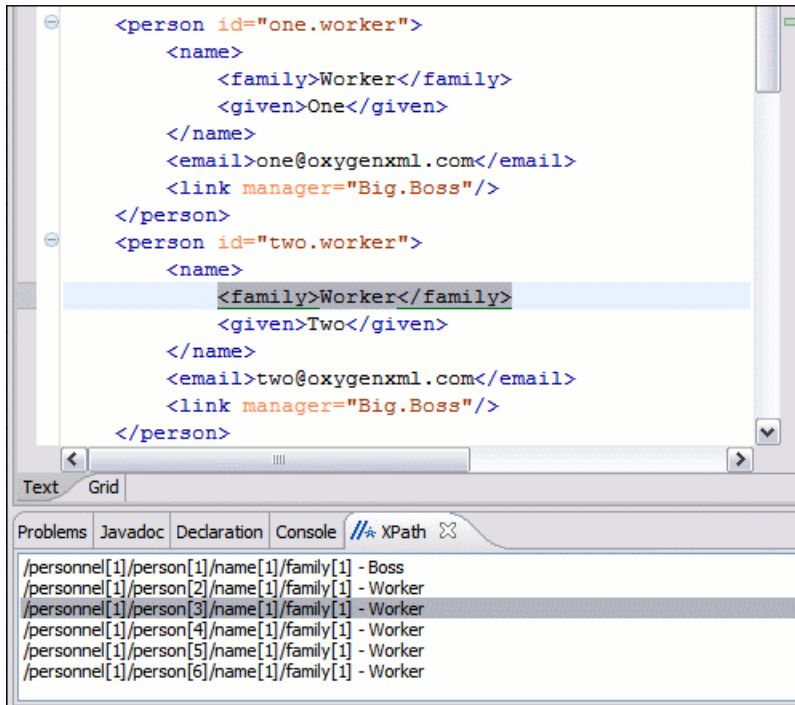 <person id="one.worker">
<name>
<family>Worker</family>
<given>One</given>
</name>
<email>one@oxygenxml.com</email>
<link manager="Big.Boss"/>
</person>
<person id="two.worker">
<name>
<family>Worker</family>
<given>Two</given>
</name>
<email>two@oxygenxml.com</email>
<link manager="Big.Boss"/>
</person>
Text Grid
Problems Javadoc Declaration Console XPath
/personnel[1]/person[1]/name[1]/family[1] - Boss
/personnel[1]/person[2]/name[1]/family[1] - Worker
/personnel[1]/person[3]/name[1]/family[1] - Worker
/personnel[1]/person[4]/name[1]/family[1] - Worker
/personnel[1]/person[5]/name[1]/family[1] - Worker
/personnel[1]/person[6]/name[1]/family[1] - Worker